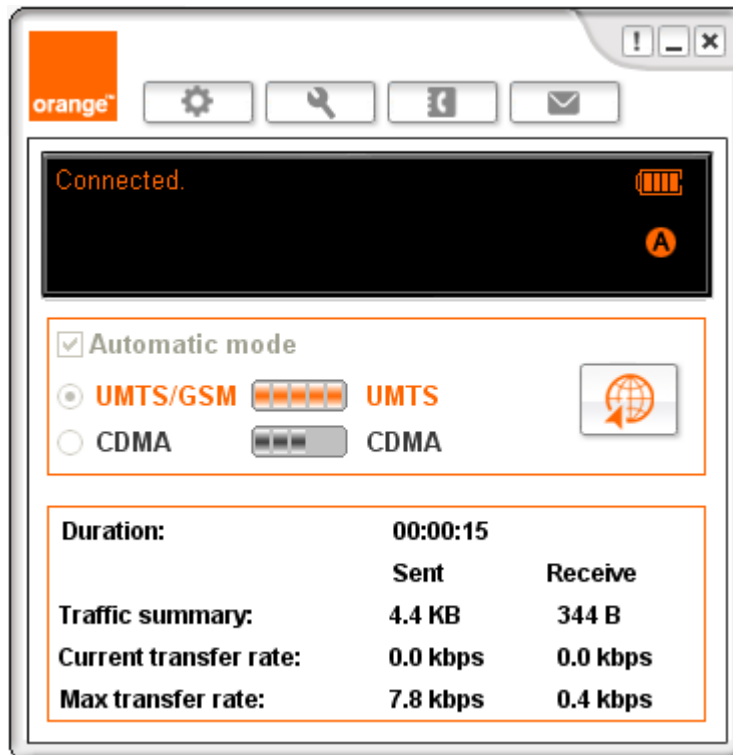 orange™
Connected.
A
Automatic mode
UMTS/GSM UMTS
CDMA CDMA
Duration: 00:00:15
Sent Receive
Traffic summary: 4.4 KB 344 B
Current transfer rate: 0.0 kbps 0.0 kbps
Max transfer rate: 7.8 kbps 0.4 kbps